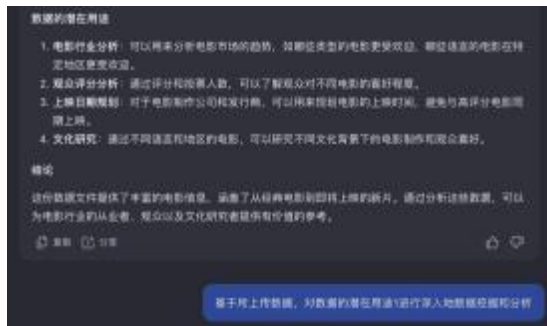 数据的潜在用途
1. 电影行业分析：可以用来分析电影市场的趋势，如哪些类型的电影更受欢迎，哪些语言的电影在特
定地区更受欢迎。
2. 观众评分分析：通过评分和投票人数，可以了解观众对不同电影的喜好程度。
3. 上映日期规划：对于电影制作公司和发行商，可以用来规划电影的上映时间，避免与高评分电影同
期上映。
4. 文化研究：通过不同语言和地区的电影，可以研究不同文化背景下的电影制作和观众喜好。
结论
这份数据文件提供了丰富的电影信息，涵盖了从经典电影到即将上映的新片。通过分析这些数据，可以
为电影行业的从业者、观众以及文化研究者提供有价值的参考。
复制 分享
基于所上传数据，对数据的潜在用途1进行深入地数据挖掘和分析